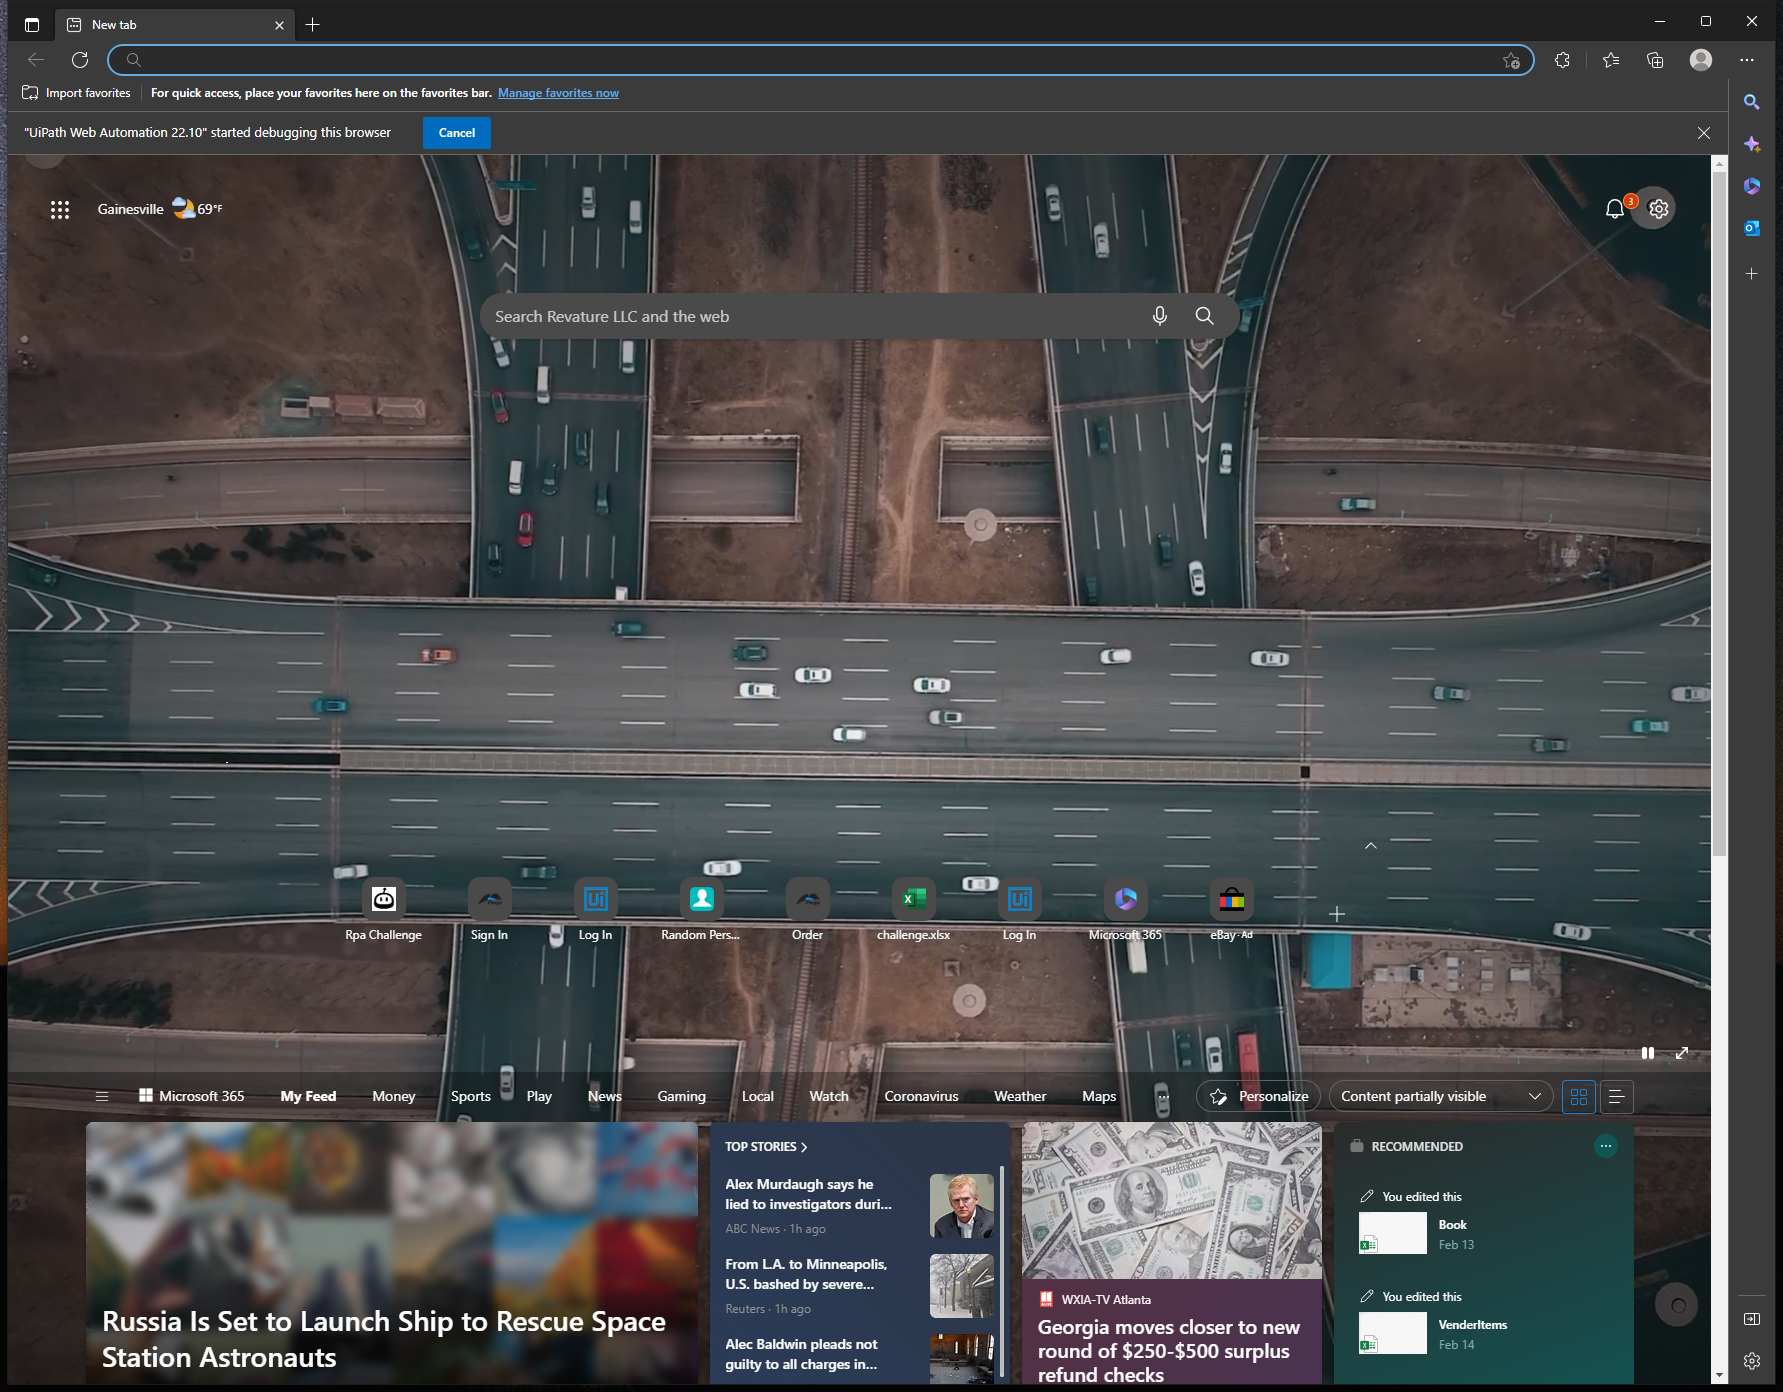 New tab
Import favorites
For quick access, place your favorites here on the favorites bar. Manage favorites now
"UiPath Web Automation 22.10" started debugging this browser
Cancel
Gainesville 69°F
3
Search Revature LLC and the web
Rpa Challenge
Sign In
Ui
Log In
Random Pers...
Order
challenge.xlsx
Ui
Log In
Microsoft 365
eBay · Ad
Microsoft 365
My Feed
Money
Sports
Play
News
Gaming
Local
Watch
Coronavirus
Weather
Maps
Personalize
Content partially visible
Russia Is Set to Launch Ship to Rescue Space
Station Astronauts
TOP STORIES
Alex Murdaugh says he
lied to investigators duri...
ABC News · 1h ago
From L.A. to Minneapolis,
U.S. bashed by severe...
Reuters · 1h ago
Alec Baldwin pleads not
guilty to all charges in...
WXIA-TV Atlanta
Georgia moves closer to new
round of $250-$500 surplus
refund checks
RECOMMENDED
You edited this
Book
Feb 13
You edited this
VenderItems
Feb 14